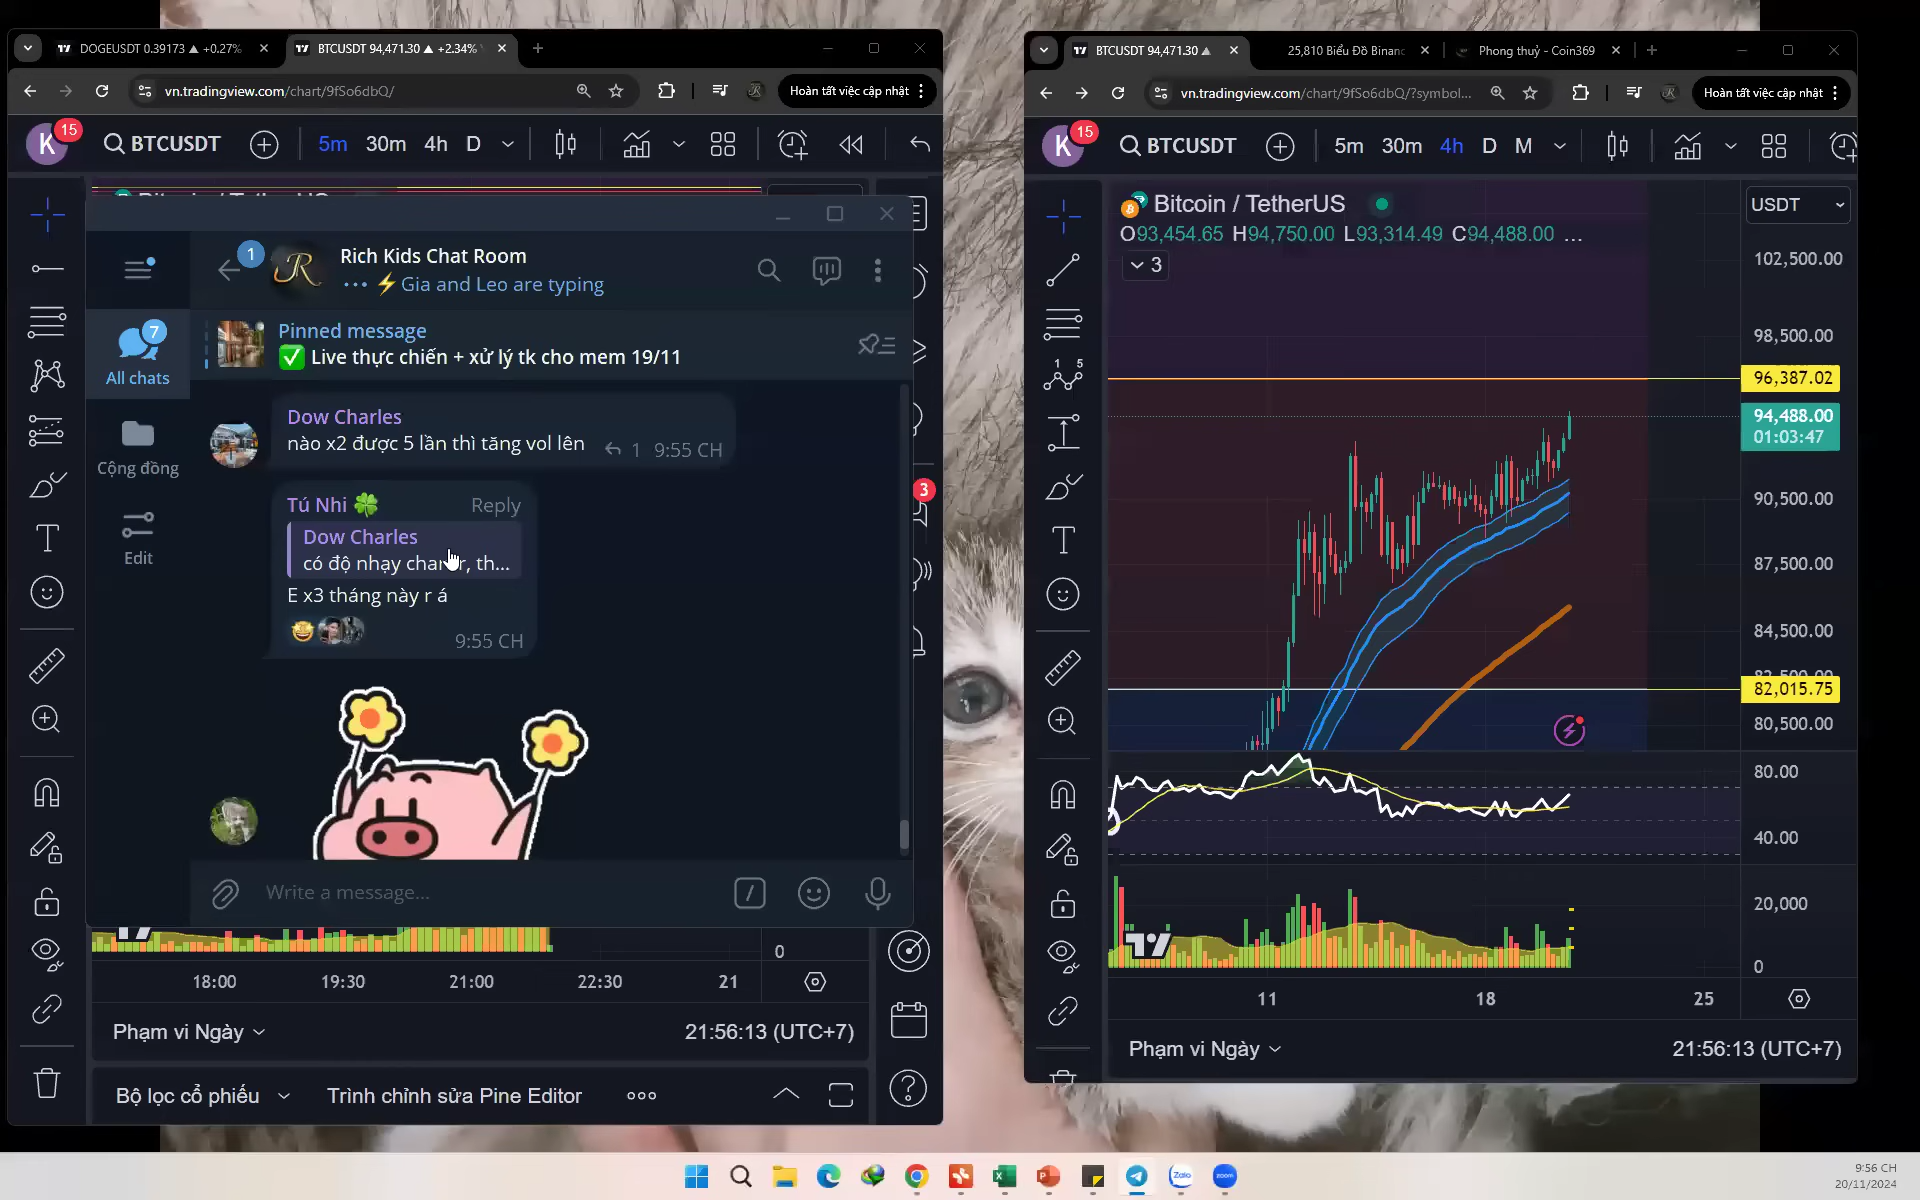 DOGEUSDT 0.39173 ▲ +0.27%
BTCUSDT 94,471.30 ▲ +2.34%
vn.tradingview.com/chart/9fSo6dbQ/
Hoàn tất việc cập nhật
K
15
BTCUSDT
5m
30m
4h
D
1
Rich Kids Chat Room
⚡Gia and Leo are typing
7
All chats
Pinned message
✅ Live thực chiến + xử lý tk cho mem 19/11
Cộng đồng
Edit
Dow Charles
nào x2 được 5 lần thì tăng vol lên
1 9:55 CH
Tú Nhi 🍀
Reply
Dow Charles
E x3 tháng này r á
9:55 CH
Write a message...
3
0
18:00
19:30
21:00
22:30
21
Phạm vi Ngày
21:56:13 (UTC+7)
Bộ lọc cổ phiếu
Trình chỉnh sửa Pine Editor
BTCUSDT 94,471.30 ▲
25,810 Biểu Đồ Binanc
Phong thuỷ - Coin369
vn.tradingview.com/chart/9fSo6dbQ/?symbol...
Hoàn tất việc cập nhật
K
15
BTCUSDT
5m
30m
4h
D
M
Bitcoin / TetherUS
O93,454.65 H94,750.00 L93,314.49 C94,488.00 ...
3
USDT
102,500.00
98,500.00
96,387.02
94,488.00
01:03:47
90,500.00
87,500.00
84,500.00
82,015.75
80,500.00
80.00
40.00
20,000
0
11
18
25
Phạm vi Ngày
21:56:13 (UTC+7)
Zalo
zoom
9:56 CH
20/11/2024